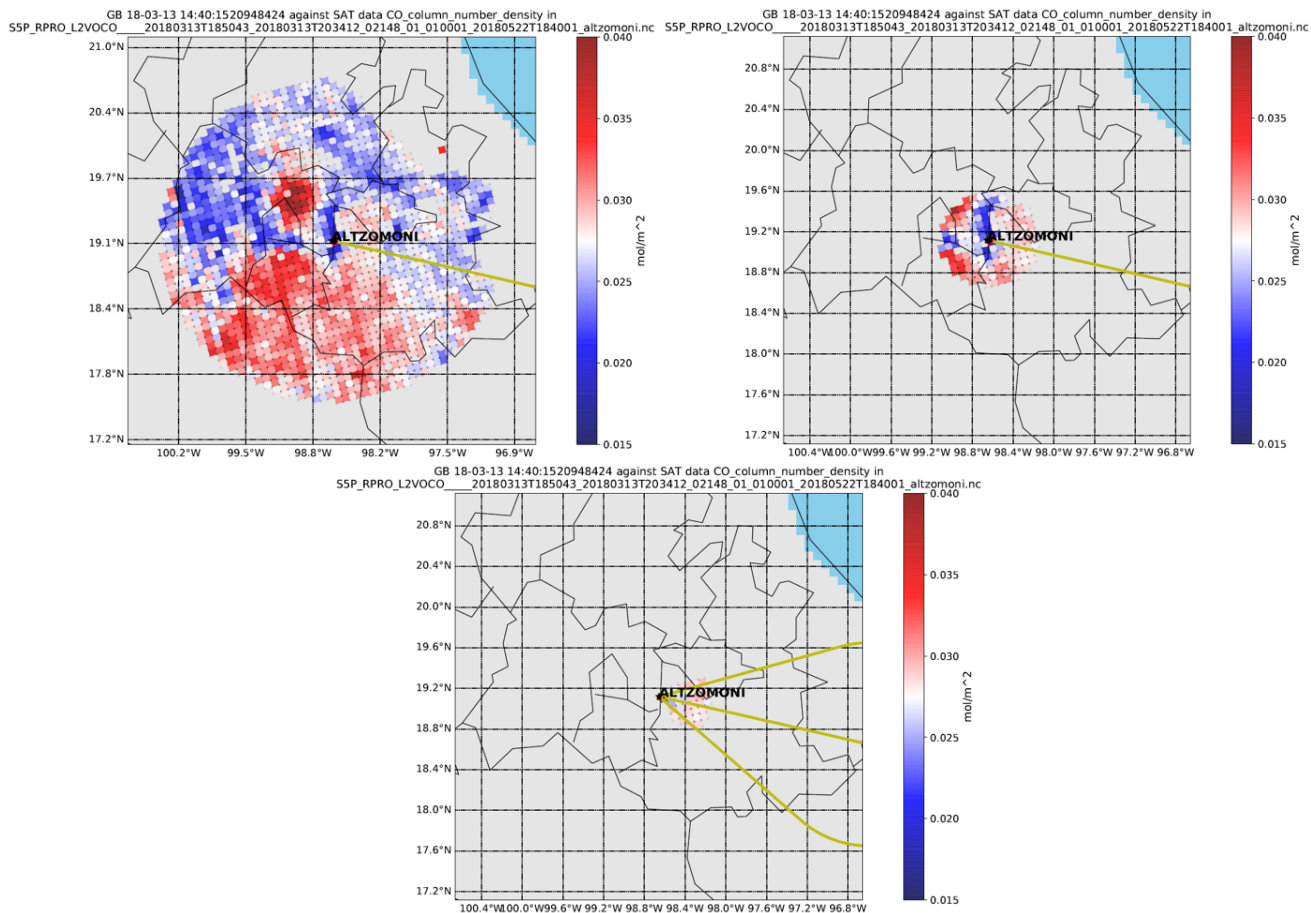 GB 18-03-13 14:40:1520948424 against SAT data CO_column_number_density in
S5P_RPRO_L2VOCO_____20180313T185043_20180313T203412_02148_01_010001_20180522T184001_altzomoni.nc
21.0°N
20.4°N
19.7°N
19.1°N
18.4°N
17.8°N
17.2°N
100.2°W 99.5°W 98.8°W 98.2°W 97.5°W 96.9°W
ALTZOMONI
0.040
0.035
0.030
0.025
0.020
0.015
mol/m^2
GB 18-03-13 14:40:1520948424 against SAT data CO_column_number_density in
S5P_RPRO_L2VOCO_____20180313T185043_20180313T203412_02148_01_010001_20180522T184001_altzomoni.nc
20.8°N
20.4°N
20.0°N
19.6°N
19.2°N
18.8°N
18.4°N
18.0°N
17.6°N
17.2°N
100.4°W 100.0°W 99.6°W 99.2°W 98.8°W 98.4°W 98.0°W 97.6°W 97.2°W 96.8°W
ALTZOMONI
0.040
0.035
0.030
0.025
0.020
0.015
mol/m^2
GB 18-03-13 14:40:1520948424 against SAT data CO_column_number_density in
S5P_RPRO_L2VOCO_____20180313T185043_20180313T203412_02148_01_010001_20180522T184001_altzomoni.nc
20.8°N
20.4°N
20.0°N
19.6°N
19.2°N
18.8°N
18.4°N
18.0°N
17.6°N
17.2°N
100.4°W 100.0°W 99.6°W 99.2°W 98.8°W 98.4°W 98.0°W 97.6°W 97.2°W 96.8°W
ALTZOMONI
0.040
0.035
0.030
0.025
0.020
0.015
mol/m^2